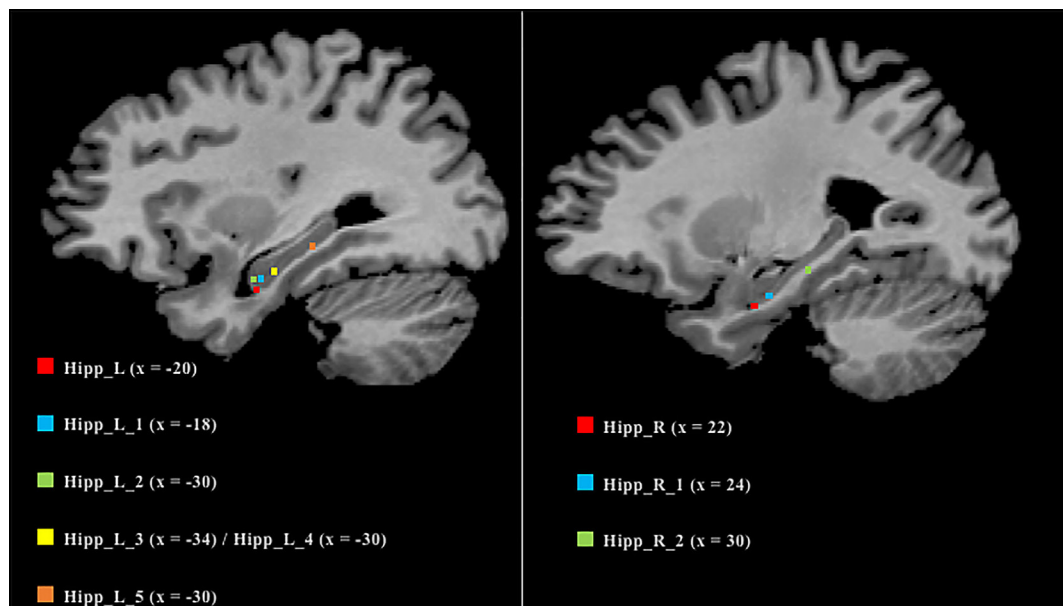 Hipp_L (x = -20)
Hipp_L_1 (x = -18)
Hipp_L_2 (x = -30)
Hipp_L_3 (x = -34) / Hipp_L_4 (x = -30)
Hipp_L_5 (x = -30)
Hipp_R (x = 22)
Hipp_R_1 (x = 24)
Hipp_R_2 (x = 30)